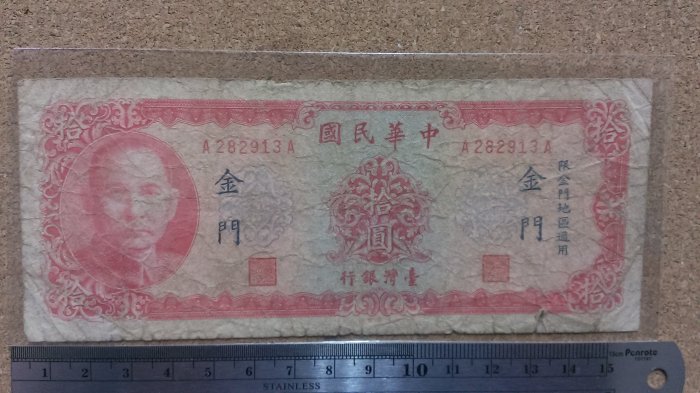 中華民國
A282913A
A282913A
金門
金門
限金門地區通用
拾圓
臺灣銀行
拾
拾
拾
拾
1 2 3 4 5 6 7 8 9 10 11 12 13 14 15
STAINLESS
Penrote